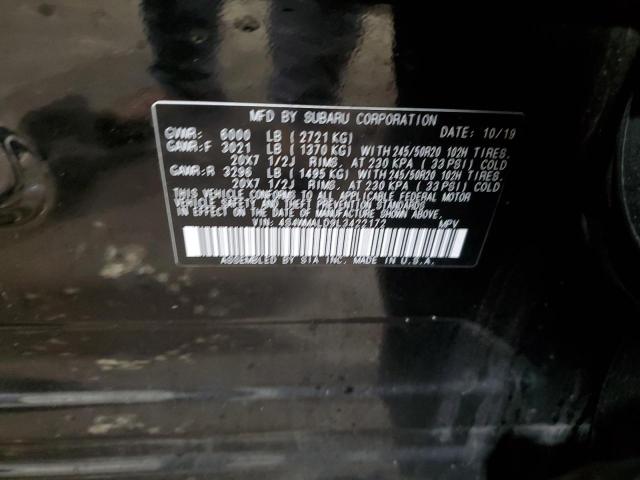 MFD BY SUBARU CORPORATION
GVWR: 6000 LB (2721 KG) DATE: 10/19
GAWR:F 3021 LB (1370 KG) WITH 245/50R20 102H TIRES.
20X7 1/2J RIMS, AT 230 KPA (33 PSI) COLD
GAWR:R 3296 LB (1495 KG) WITH 245/50R20 102H TIRES.
20X7 1/2J RIMS, AT 230 KPA (33 PSI) COLD
THIS VEHICLE CONFORMS TO ALL APPLICABLE FEDERAL MOTOR
VEHICLE SAFETY AND THEFT PREVENTION STANDARDS
IN EFFECT ON THE DATE OF MANUFACTURE SHOWN ABOVE.
VIN: 4S4WMALD9L3422172 MPV
ASSEMBLED BY SIA INC. IN U.S.A.